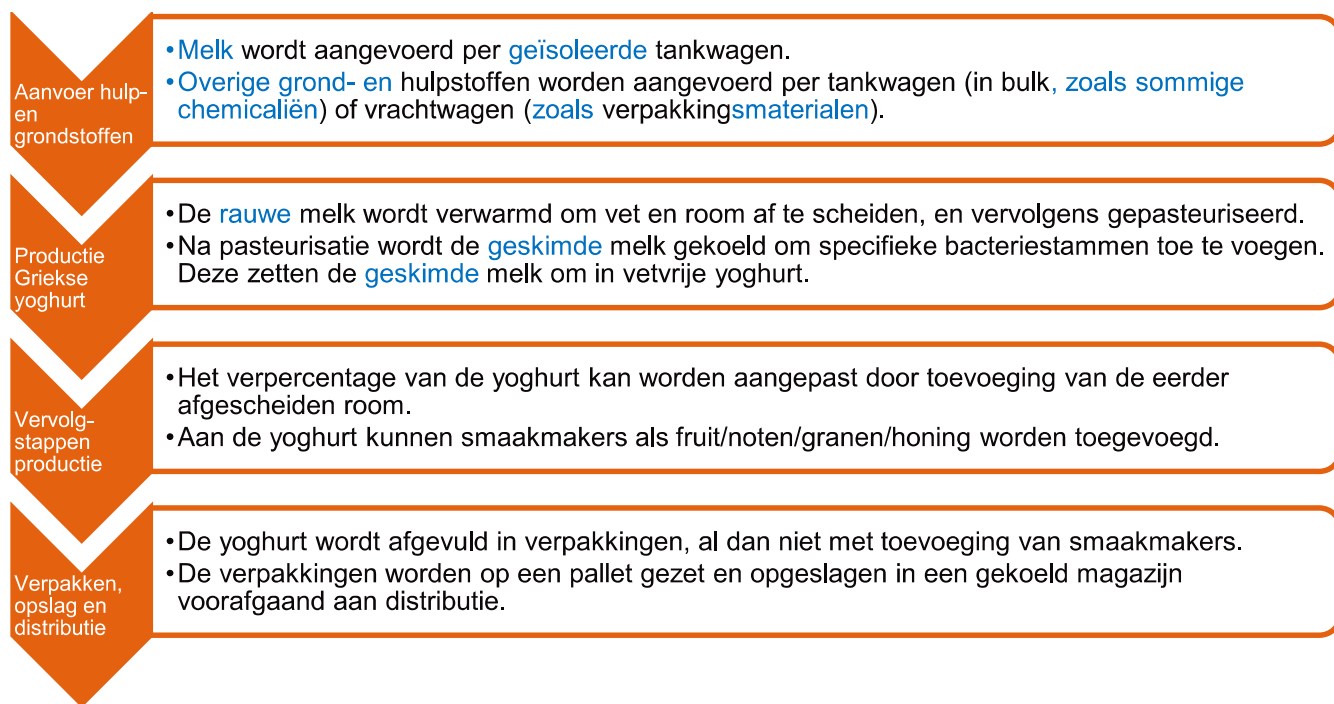 Aanvoer hulp-
en
grondstoffen
•Melk wordt aangevoerd per geïsoleerde tankwagen.
•Overige grond- en hulpstoffen worden aangevoerd per tankwagen (in bulk, zoals sommige
chemicaliën) of vrachtwagen (zoals verpakkingsmaterialen).
Productie
Griekse
yoghurt
•De rauwe melk wordt verwarmd om vet en room af te scheiden, en vervolgens gepasteuriseerd.
•Na pasteurisatie wordt de geskimde melk gekoeld om specifieke bacteriestammen toe te voegen.
Deze zetten de geskimde melk om in vetvrije yoghurt.
Vervolg-
stappen
productie
•Het verpercentage van de yoghurt kan worden aangepast door toevoeging van de eerder
afgescheiden room.
•Aan de yoghurt kunnen smaakmakers als fruit/noten/granen/honing worden toegevoegd.
Verpakken,
opslag en
distributie
•De yoghurt wordt afgevuld in verpakkingen, al dan niet met toevoeging van smaakmakers.
•De verpakkingen worden op een pallet gezet en opgeslagen in een gekoeld magazijn
voorafgaand aan distributie.